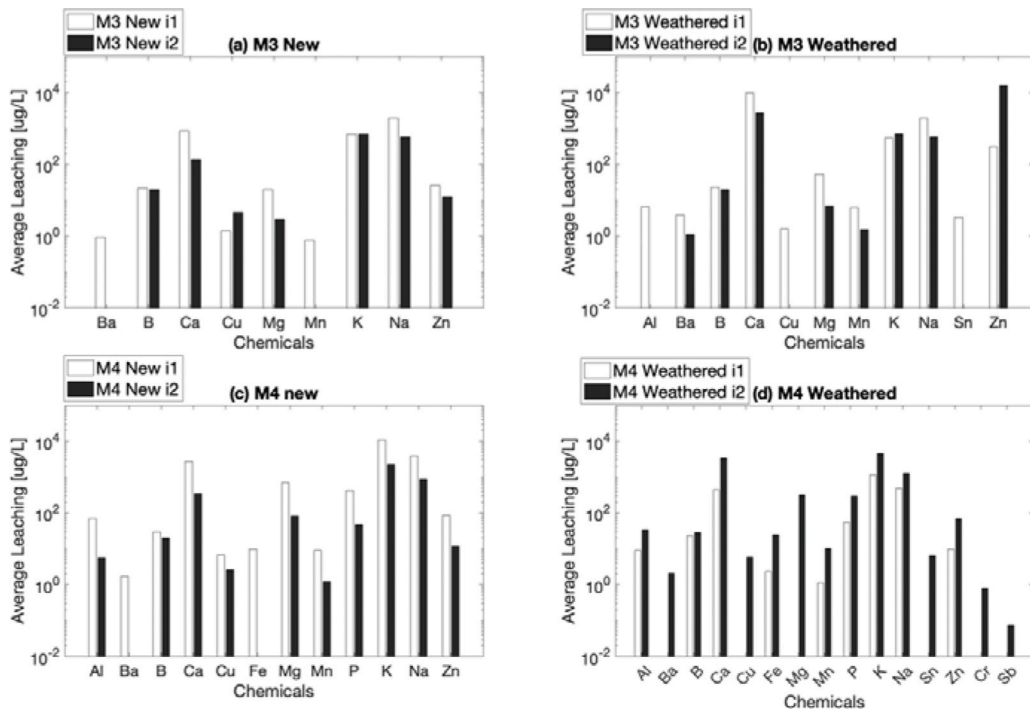 M3 New i1
M3 New i2
(a) M3 New
Average Leaching [ug/L]
10^4
10^2
10^0
10^-2
Ba B Ca Cu Mg Mn K Na Zn
Chemicals
M3 Weathered i1
M3 Weathered i2
(b) M3 Weathered
Average Leaching [ug/L]
10^4
10^2
10^0
10^-2
Al Ba B Ca Cu Mg Mn K Na Sn Zn
Chemicals
M4 New i1
M4 New i2
(c) M4 new
Average Leaching [ug/L]
10^4
10^2
10^0
10^-2
Al Ba B Ca Cu Fe Mg Mn P K Na Zn
Chemicals
M4 Weathered i1
M4 Weathered i2
(d) M4 Weathered
Average Leaching [ug/L]
10^4
10^2
10^0
10^-2
Al Ba B Ca Cu Fe Mg Mn P K Na Sn Zn Cr Sb
Chemicals